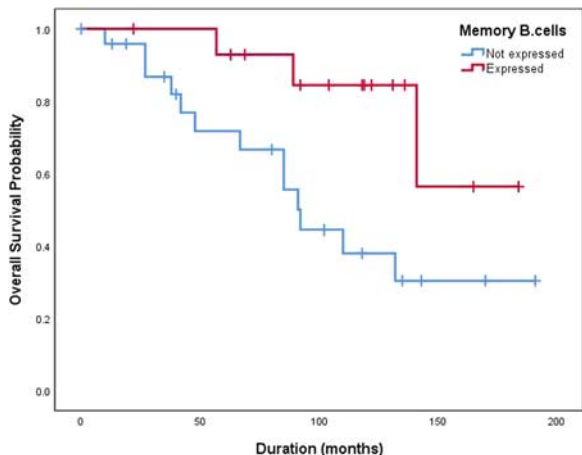 Memory B.cells
Not expressed
Expressed
Overall Survival Probability
1.0
0.8
0.6
0.4
0.2
0.0
0
50
100
150
200
Duration (months)